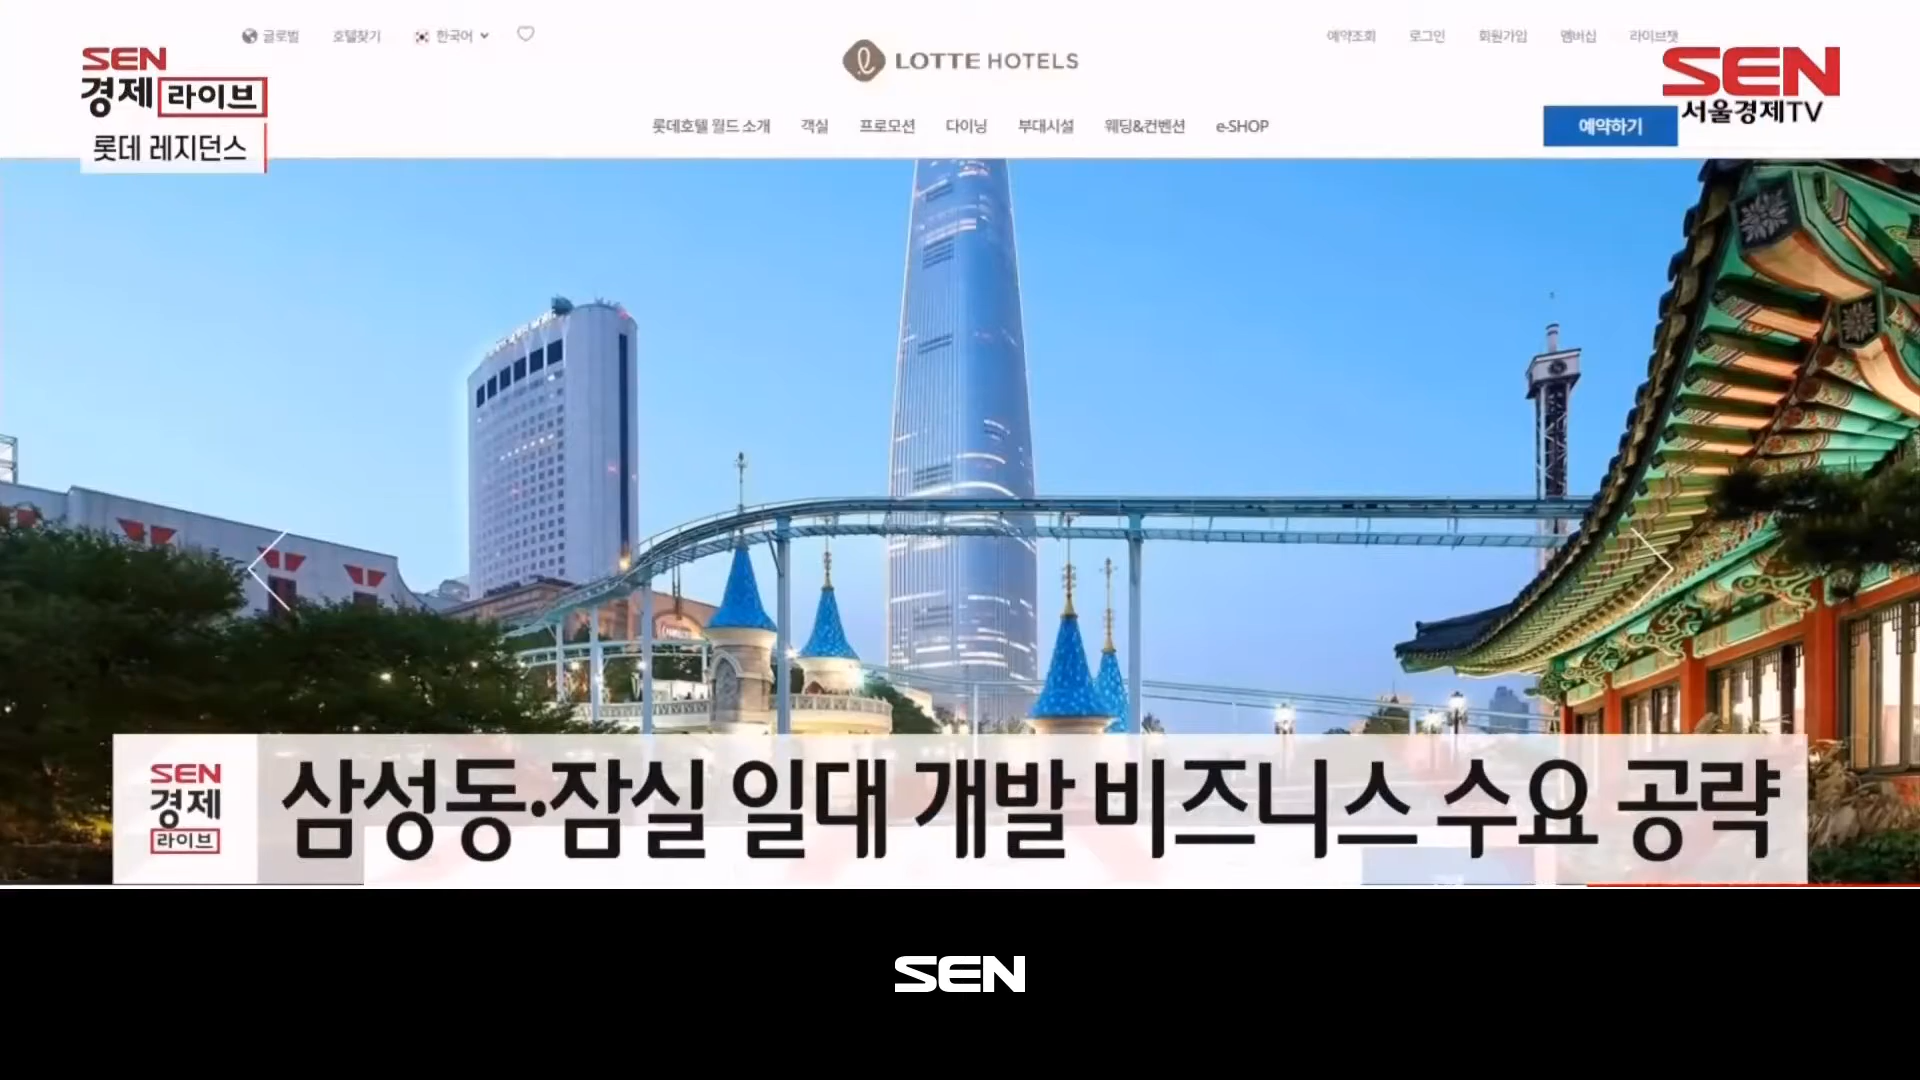 글로벌 호텔찾기 한국어
예약조회 로그인 회원가입 멤버십 라이브챗
SEN
경제 라이브
롯데 레지던스
LOTTE HOTELS
SEN
서울경제TV
롯데호텔 월드 소개 객실 프로모션 다이닝 부대시설 웨딩&컨벤션 e-SHOP
예약하기
SEN
경제
라이브
삼성동·잠실 일대 개발 비즈니스 수요 공략
SEN